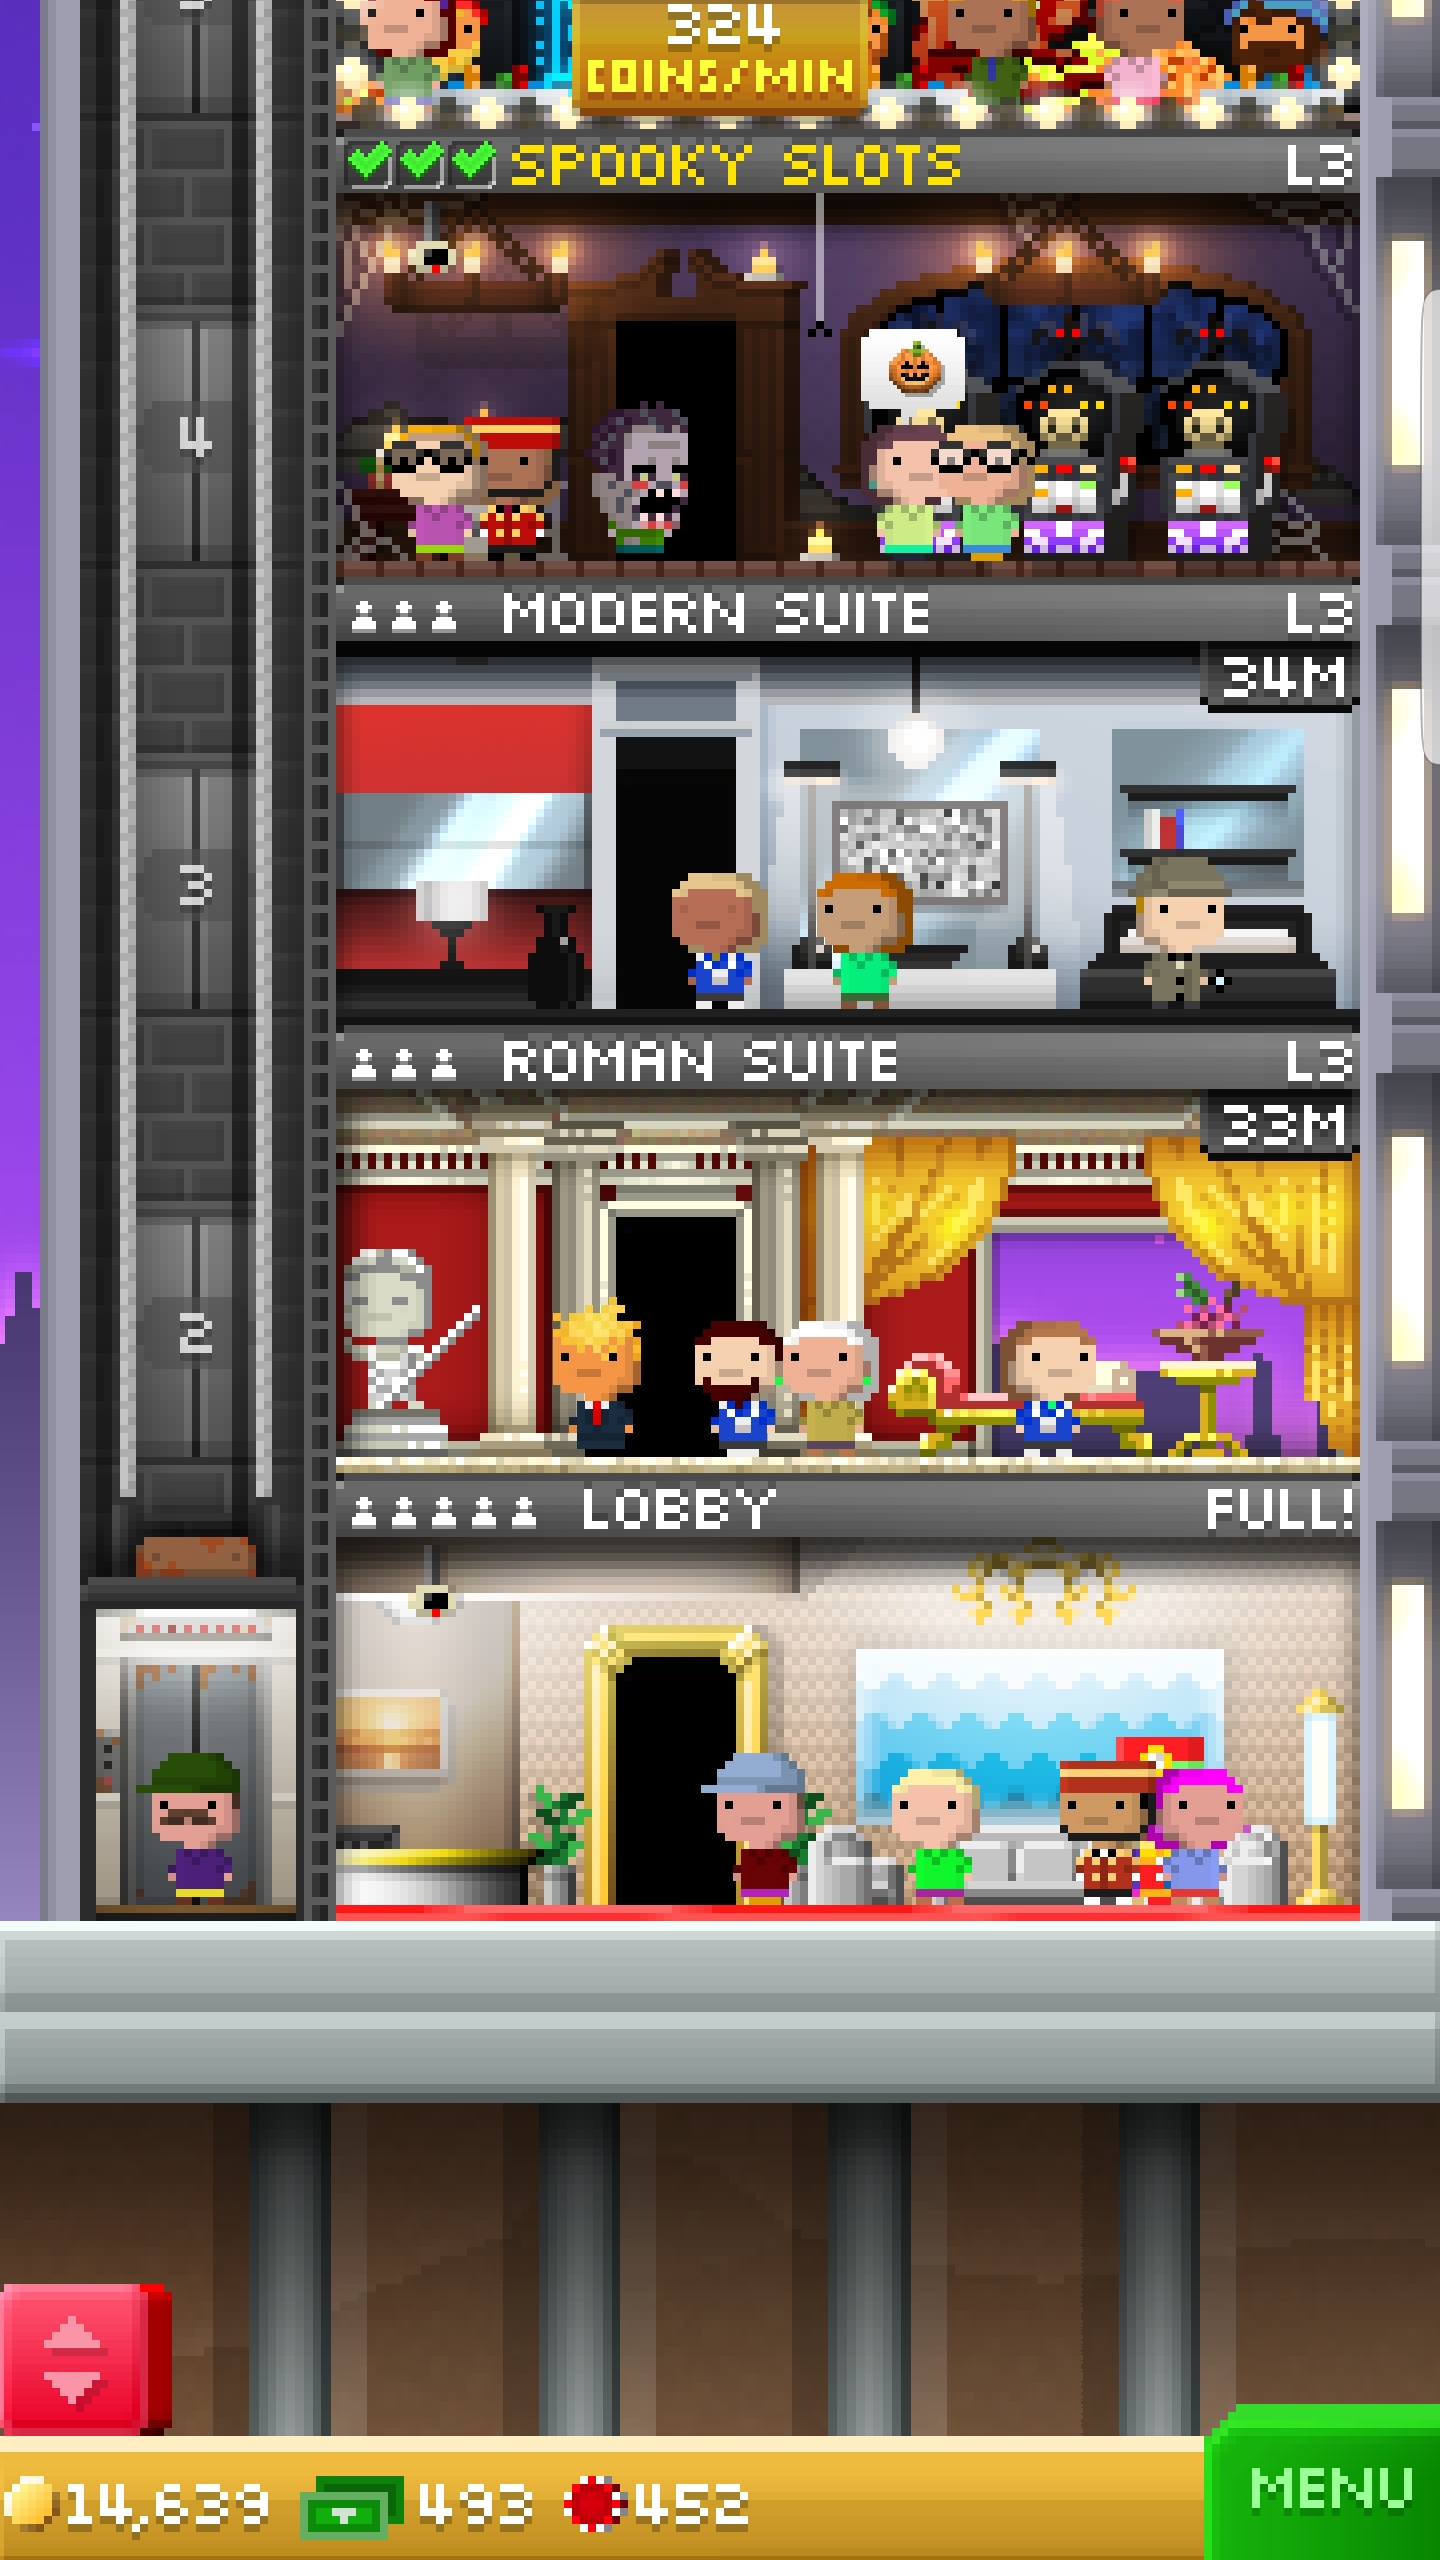 324
COINS/MIN
SPOOKY SLOTS L3
4
MODERN SUITE L3
34M
3
ROMAN SUITE L3
33M
2
LOBBY FULL!
MENU
14,639 493 452